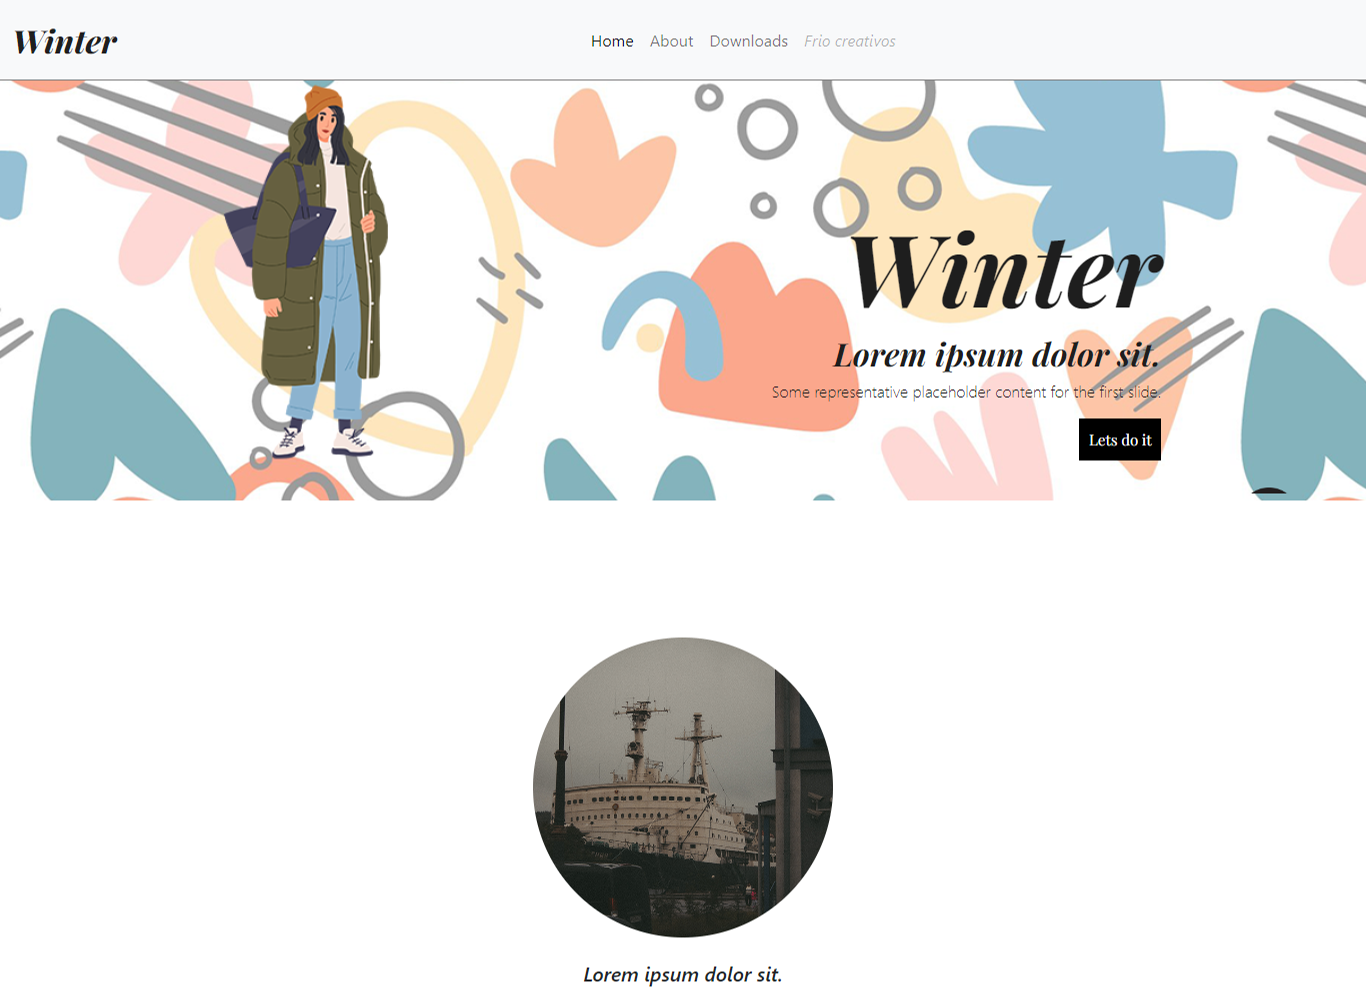 Winter
Home About Downloads Frio creativos
Winter
Lorem ipsum dolor sit.
Some representative placeholder content for the first slide.
Lets do it
Lorem ipsum dolor sit.